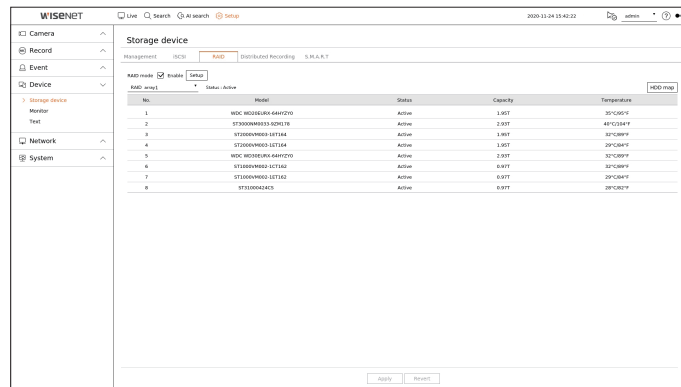 WISENET Live Search AI search Setup 2020-11-24 15:42:22 admin
Camera
Record
Event
Device
Storage device
Monitor
Text
Network
System
Storage device
Management iSCSI RAID Distributed Recording S.M.A.R.T
RAID mode Enable Setup
RAID array1 Status : Active HDD map
No. Model Status Capacity Temperature
1 WDC WD20EURX-64HYZY0 Active 1.95T 35°C/95°F
2 ST3000NM0033-9ZM178 Active 2.93T 40°C/104°F
3 ST2000VM003-1ET164 Active 1.95T 32°C/89°F
4 ST2000VM003-1ET164 Active 1.95T 29°C/84°F
5 WDC WD30EURX-64HYZY0 Active 2.93T 32°C/89°F
6 ST1000VM002-1CT162 Active 0.97T 32°C/89°F
7 ST1000VM002-1ET162 Active 0.97T 29°C/84°F
8 ST31000424CS Active 0.97T 28°C/82°F
Apply Revert